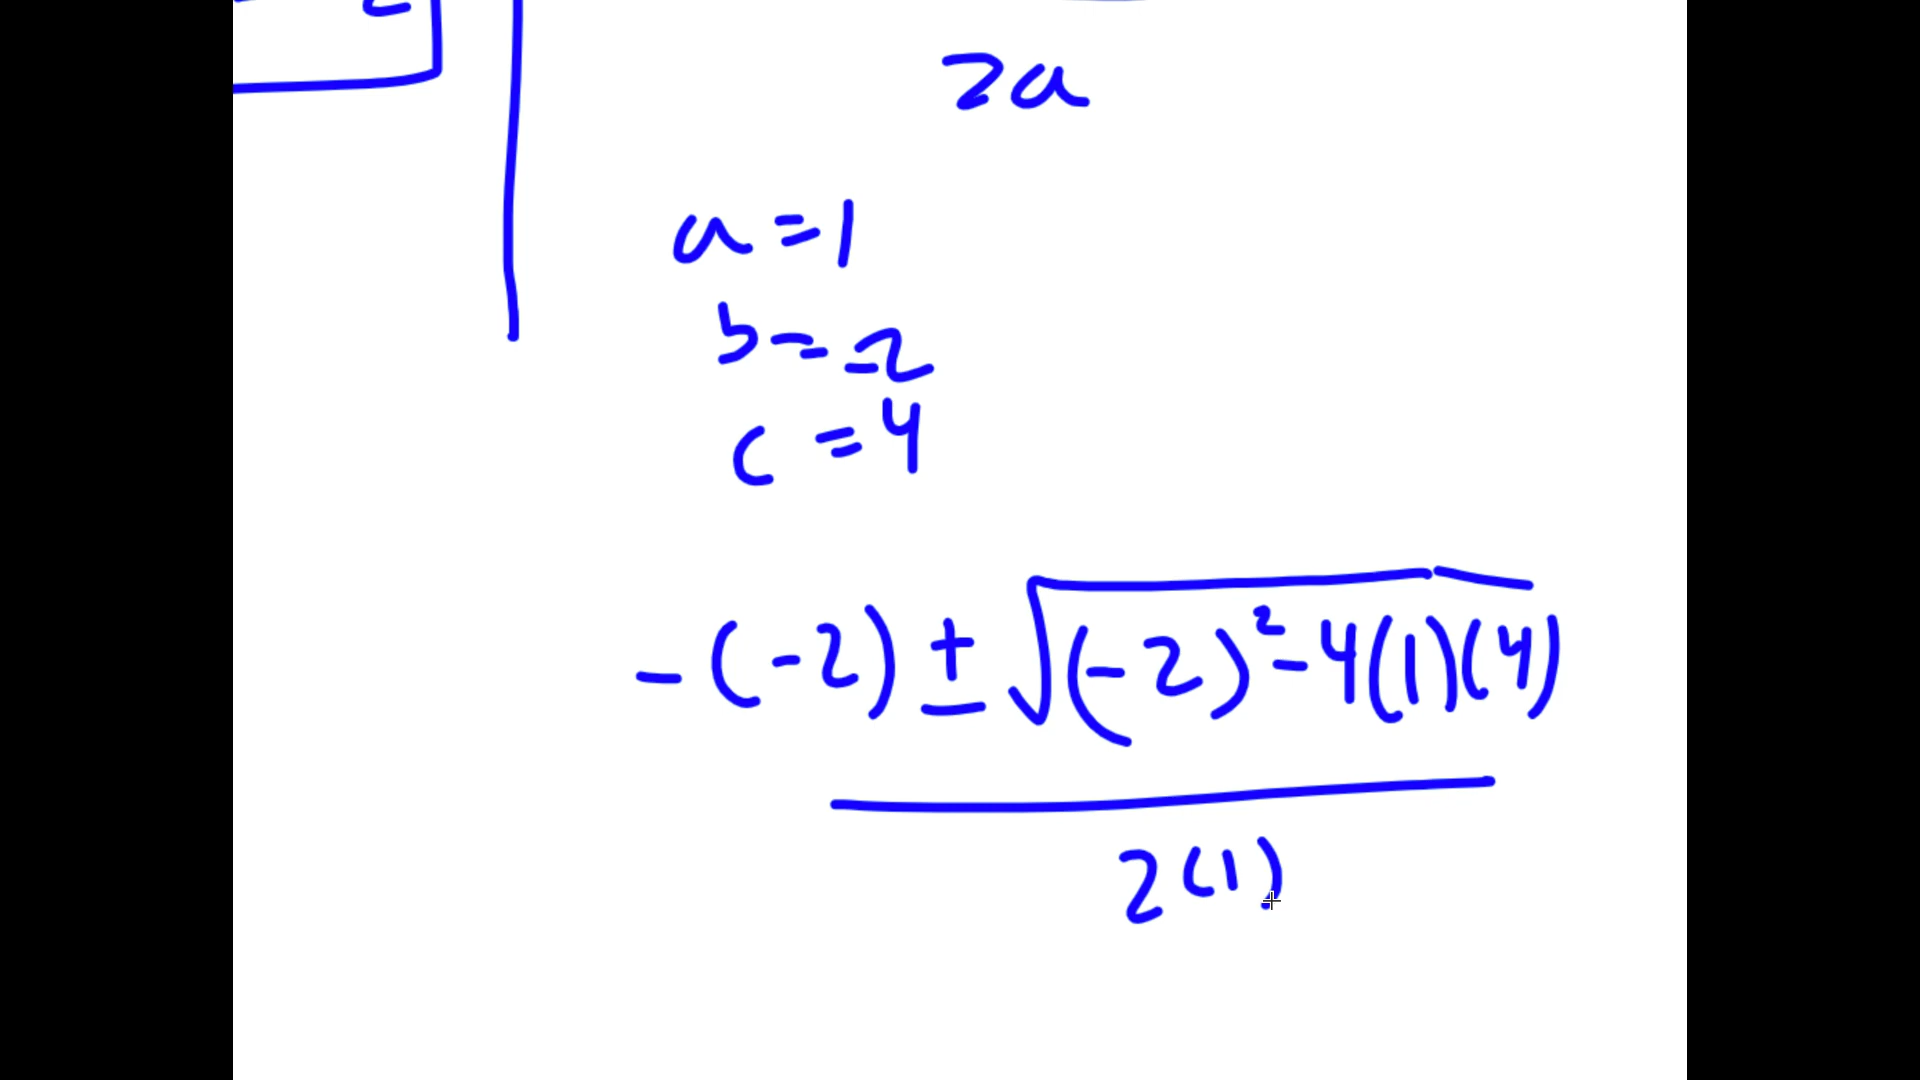 2a
a=1
b=-2
c=4
-(-2) ± √(-2)²-4(1)(4)
2(1)